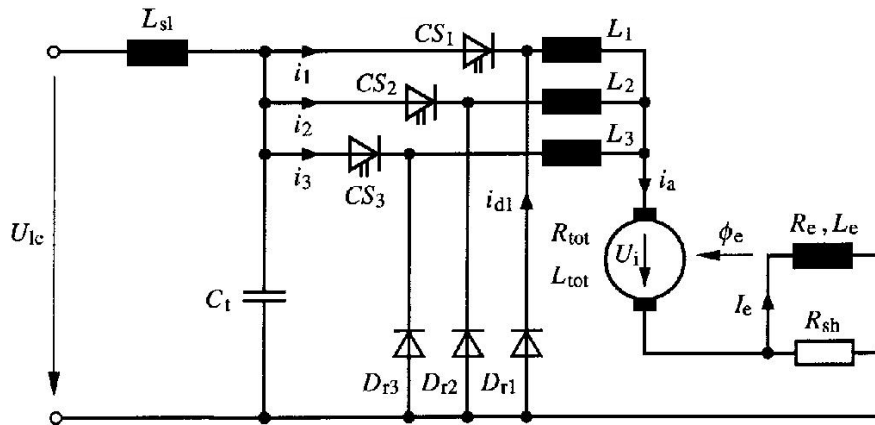 L_sl
CS_1
L_1
i_1
CS_2
L_2
i_2
L_3
i_3
CS_3
i_d1
i_a
U_lc
R_tot
U_i
ϕ_e
R_e , L_e
L_tot
C_t
I_e
R_sh
D_r3
D_r2
D_r1